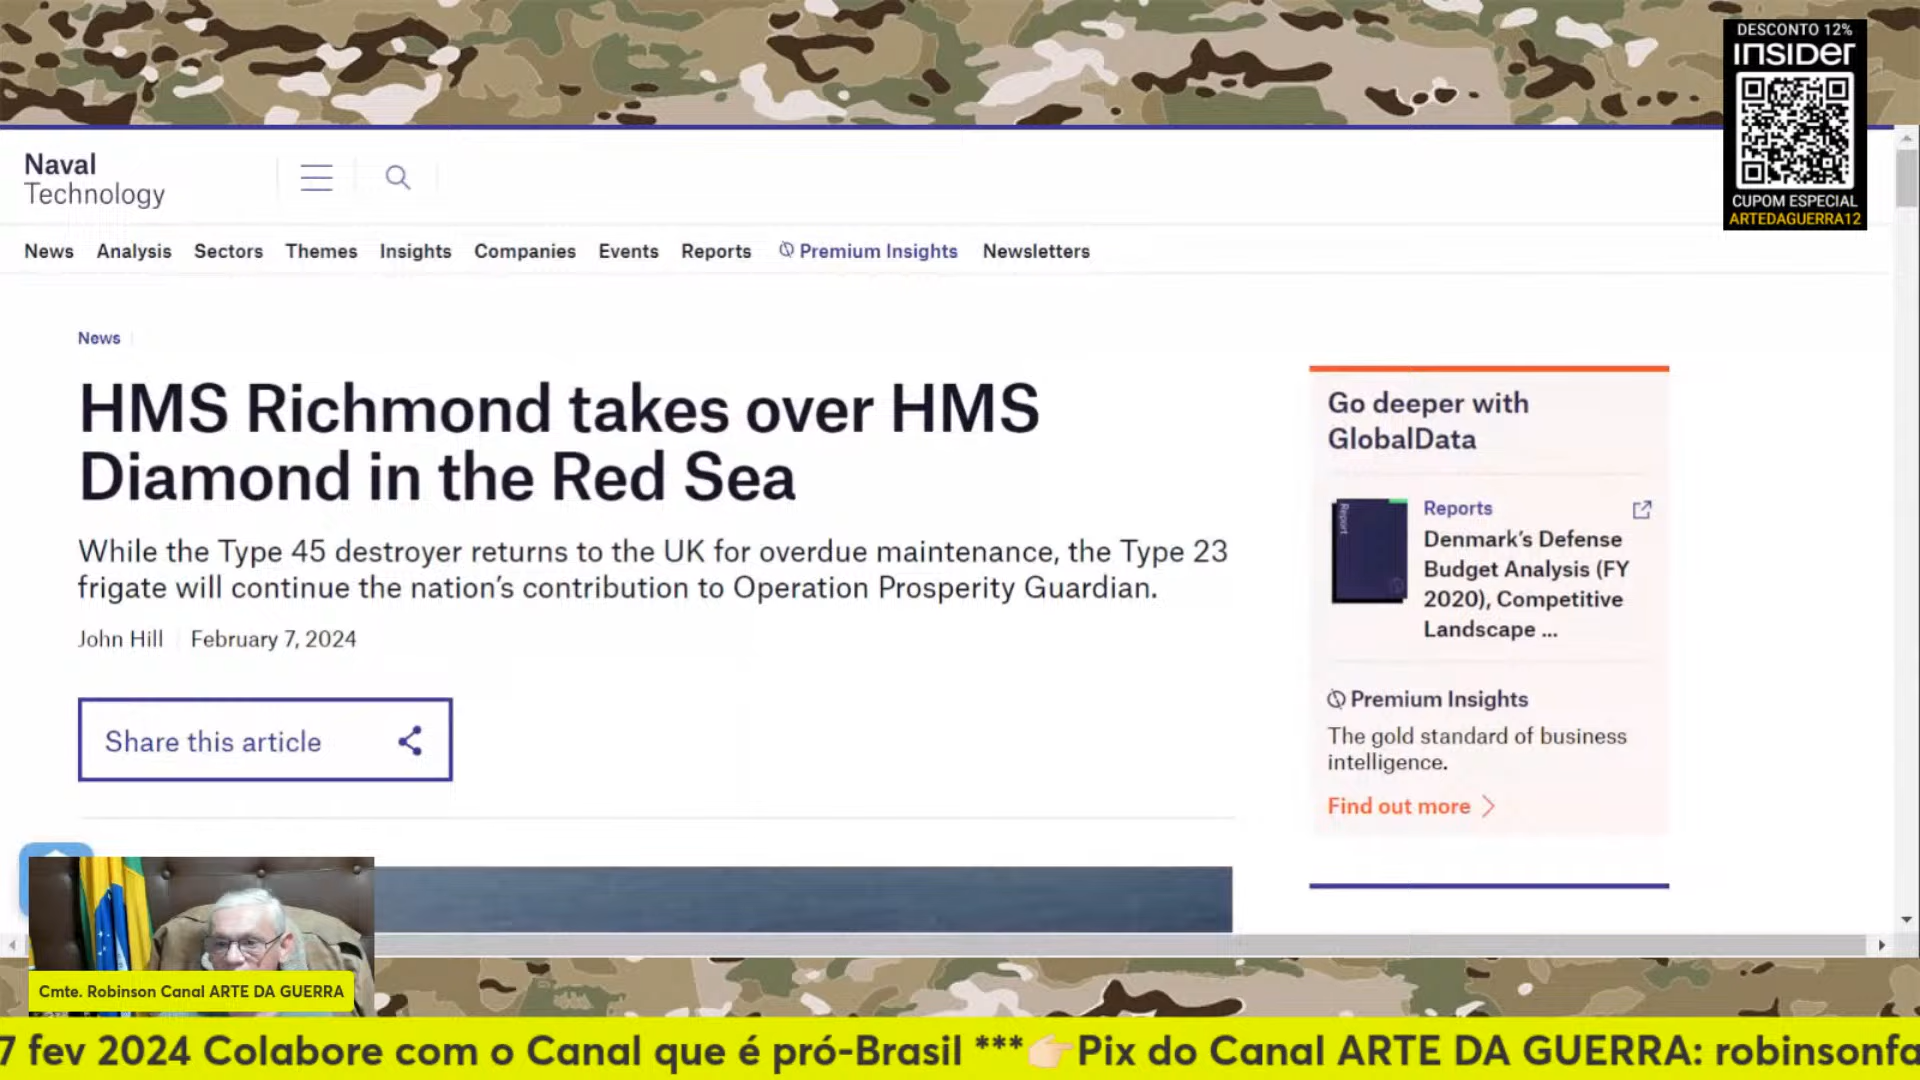 DESCONTO 12%
INSIDER
CUPOM ESPECIAL
ARTEDAGUERRA12
Naval
Technology
News Analysis Sectors Themes Insights Companies Events Reports Premium Insights Newsletters
News
HMS Richmond takes over HMS
Diamond in the Red Sea
While the Type 45 destroyer returns to the UK for overdue maintenance, the Type 23
frigate will continue the nation’s contribution to Operation Prosperity Guardian.
John Hill February 7, 2024
Share this article
Go deeper with
GlobalData
Report
Reports
Denmark’s Defense
Budget Analysis (FY
2020), Competitive
Landscape ...
Premium Insights
The gold standard of business
intelligence.
Find out more
Cmte. Robinson Canal ARTE DA GUERRA
7 fev 2024 Colabore com o Canal que é pró-Brasil ***👉🏻Pix do Canal ARTE DA GUERRA: robinsonfa